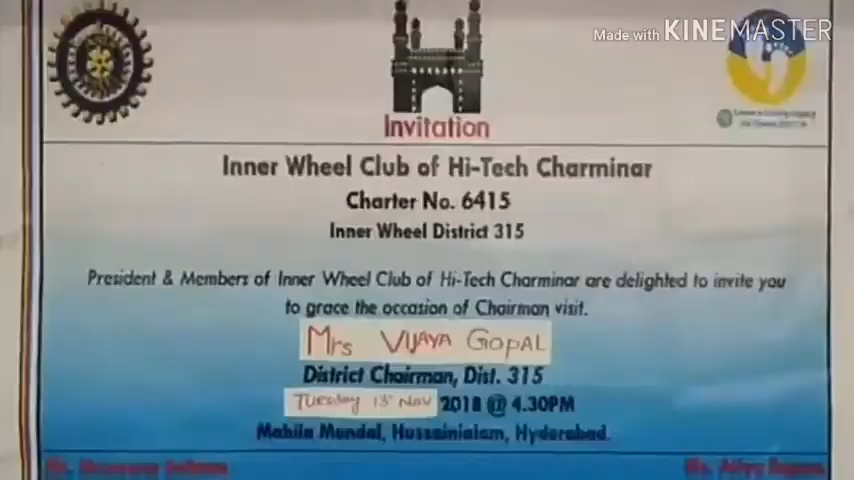 Made with KINEMASTER
Invitation
Inner Wheel Club of Hi-Tech Charminar
Charter No. 6415
Inner Wheel District 315
President & Members of Inner Wheel Club of Hi-Tech Charminar are delighted to invite you
to grace the occasion of Chairman visit.
Mrs VIJAYA GOPAL
District Chairman, Dist. 315
Tuesday 13 Nov 2018 @ 4.30PM
Mahila Mandal, Hussainialam, Hyderabad.